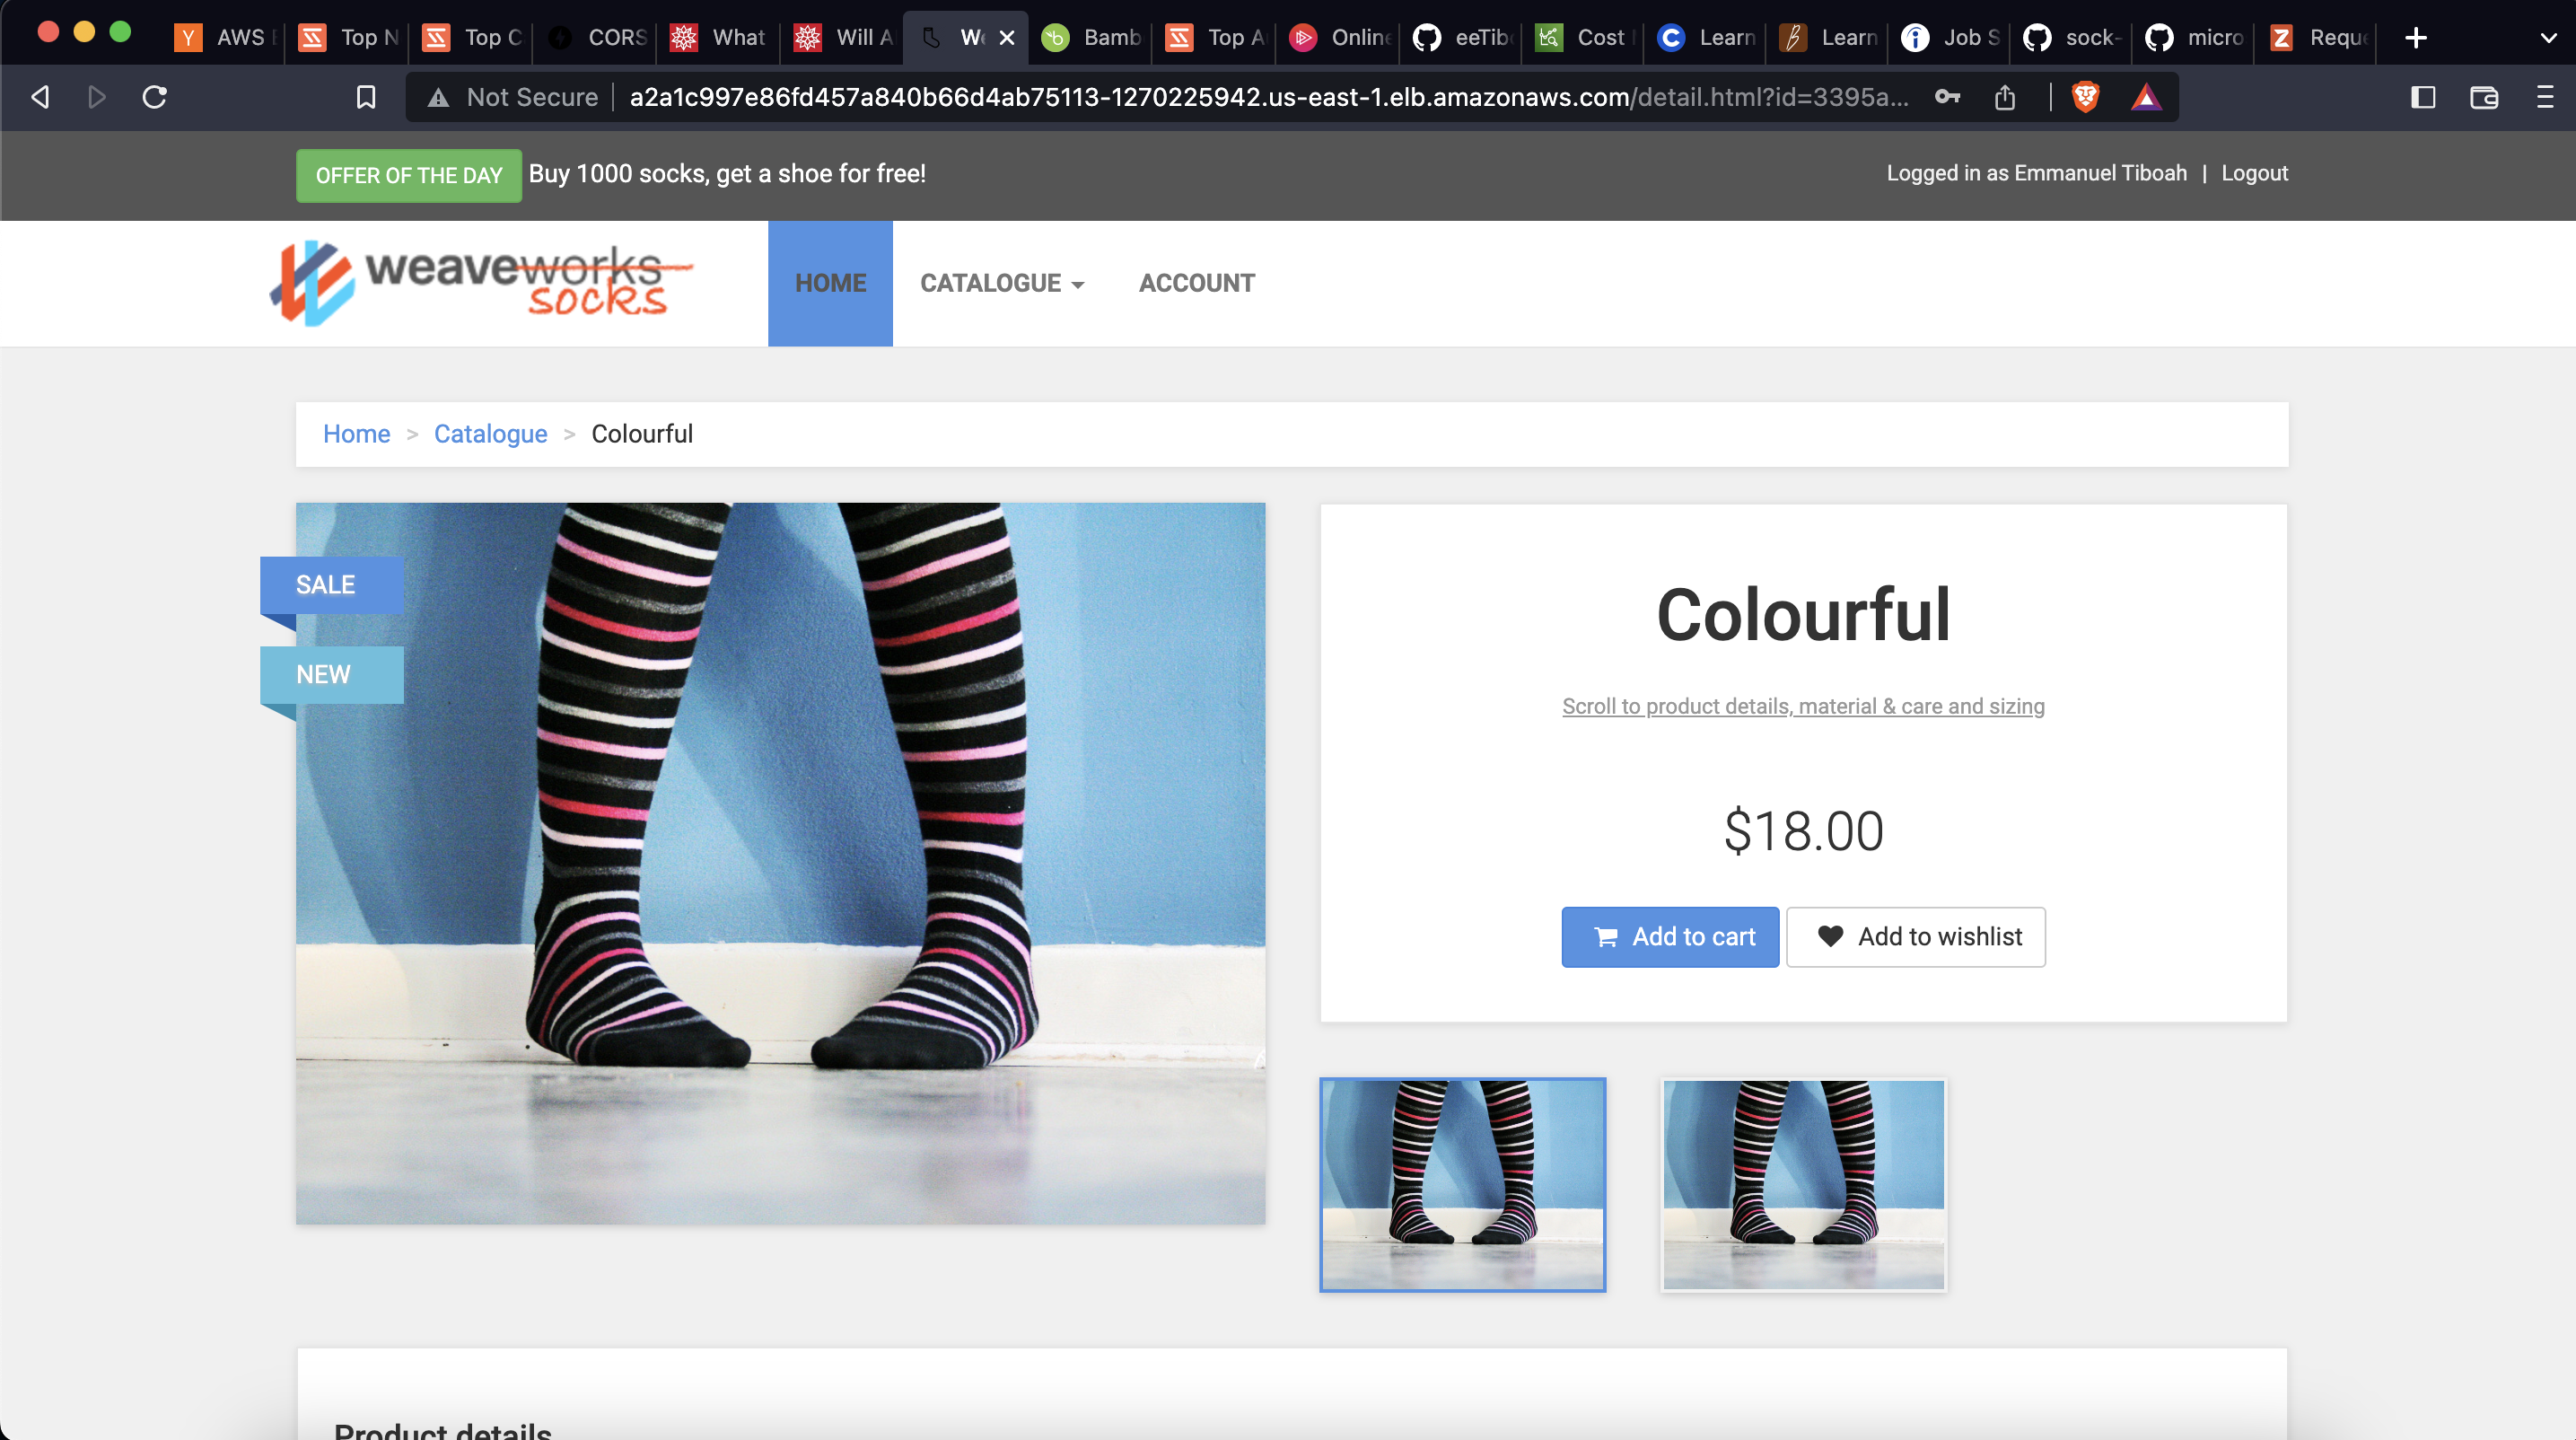 AWS
Top N
Top C
CORS
What
Will A
We
Bamb
Top A
Online
eeTibo
Cost
Learn
Learn
Job S
sock-
micro
Reque
Not Secure
a2a1c997e86fd457a840b66d4ab75113-1270225942.us-east-1.elb.amazonaws.com/detail.html?id=3395a...
OFFER OF THE DAY Buy 1000 socks, get a shoe for free!
Logged in as Emmanuel Tiboah | Logout
weaveworks
socks
HOME
CATALOGUE
ACCOUNT
Home > Catalogue > Colourful
SALE
NEW
Colourful
Scroll to product details, material & care and sizing
$18.00
Add to cart
Add to wishlist
Product details